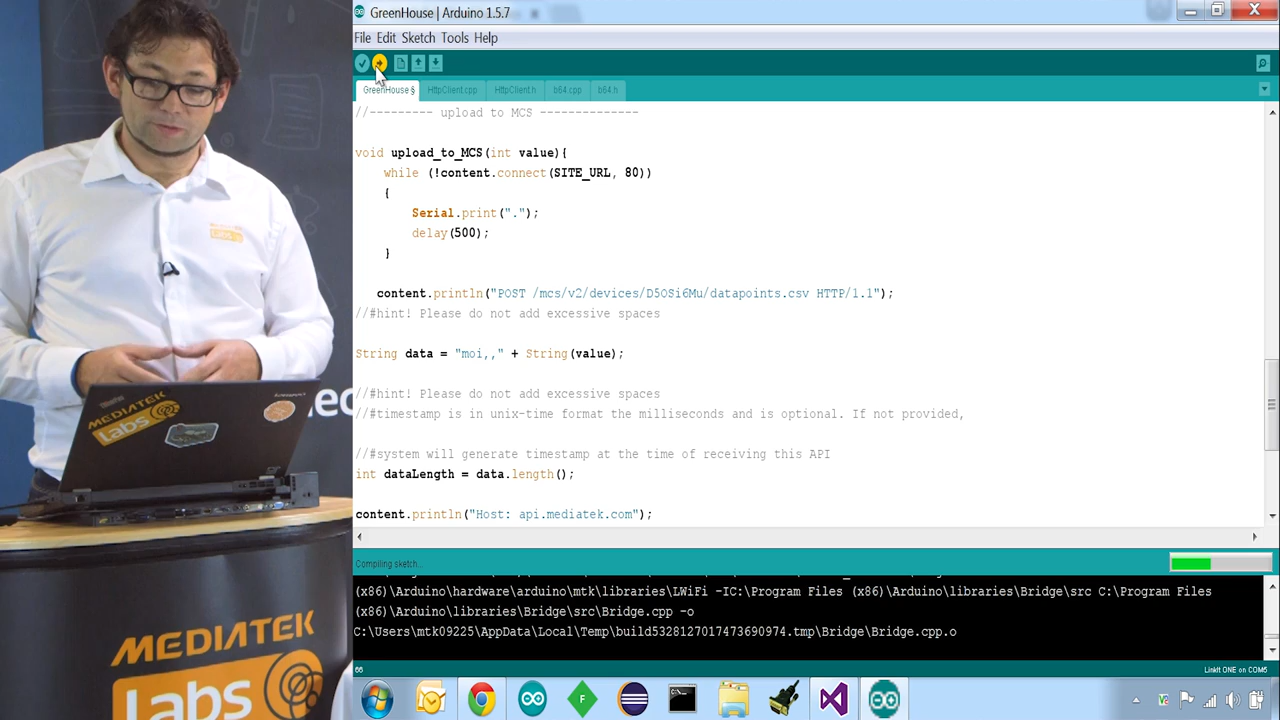 GreenHouse | Arduino 1.5.7
File Edit Sketch Tools Help
GreenHouse § HttpClient.cpp HttpClient.h b64.cpp b64.h
//--------- upload to MCS --------------
void upload_to_MCS(int value){
while (!content.connect(SITE_URL, 80))
{
Serial.print(".");
delay(500);
}
content.println("POST /mcs/v2/devices/D5OSi6Mu/datapoints.csv HTTP/1.1");
//#hint! Please do not add excessive spaces
String data = "moi,," + String(value);
//#hint! Please do not add excessive spaces
//#timestamp is in unix-time format the milliseconds and is optional. If not provided,
//#system will generate timestamp at the time of receiving this API
int dataLength = data.length();
content.println("Host: api.mediatek.com");
Compiling sketch...
(x86)\Arduino\hardware\arduino\mtk\libraries\LWiFi -IC:\Program Files (x86)\Arduino\libraries\Bridge\src C:\Program Files
(x86)\Arduino\libraries\Bridge\src\Bridge.cpp -o
C:\Users\mtk09225\AppData\Local\Temp\build5328127017473690974.tmp\Bridge\Bridge.cpp.o
66
LinkIt ONE on COM6
MEDIATEK
labs
MEDIATEK
labs
MEDIATEK
Labs